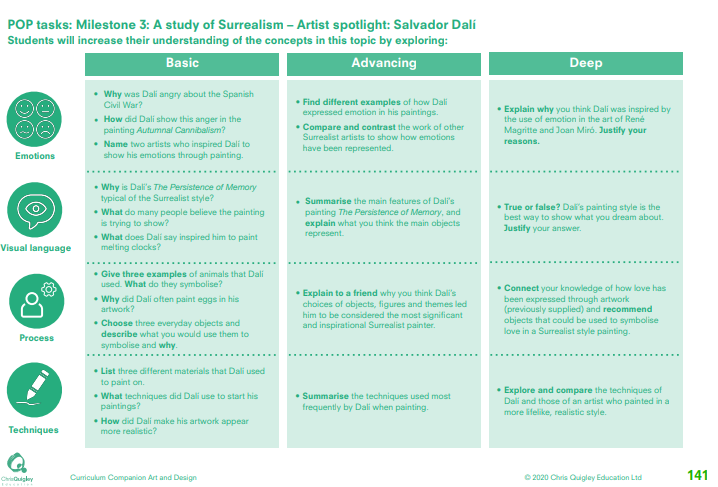 POP tasks: Milestone 3: A study of Surrealism – Artist spotlight: Salvador Dalí
Students will increase their understanding of the concepts in this topic by exploring:
Basic
Advancing
Deep
Emotions
• Why was Dalí angry about the Spanish
Civil War?
• How did Dalí show this anger in the
painting Autumnal Cannibalism?
• Name two artists who inspired Dalí to
show his emotions through painting.
• Find different examples of how Dalí
expressed emotion in his paintings.
• Compare and contrast the work of other
Surrealist artists to show how emotions
have been represented.
• Explain why you think Dalí was inspired by
the use of emotion in the art of René
Magritte and Joan Miró. Justify your
reasons.
Visual language
• Why is Dalí's The Persistence of Memory
typical of the Surrealist style?
• What do many people believe the painting
is trying to show?
• What does Dalí say inspired him to paint
melting clocks?
• Summarise the main features of Dalí's
painting The Persistence of Memory, and
explain what you think the main objects
represent.
• True or false? Dalí's painting style is the
best way to show what you dream about.
Justify your answer.
Process
• Give three examples of animals that Dalí
used. What do they symbolise?
• Why did Dalí often paint eggs in his
artwork?
• Choose three everyday objects and
describe what you would use them to
symbolise and why.
• Explain to a friend why you think Dalí's
choices of objects, figures and themes led
him to be considered the most significant
and inspirational Surrealist painter.
• Connect your knowledge of how love has
been expressed through artwork
(previously supplied) and recommend
objects that could be used to symbolise
love in a Surrealist style painting.
Techniques
• List three different materials that Dalí used
to paint on.
• What techniques did Dalí use to start his
paintings?
• How did Dalí make his artwork appear
more realistic?
• Summarise the techniques used most
frequently by Dalí when painting.
• Explore and compare the techniques of
Dalí and those of an artist who painted in a
more lifelike, realistic style.
ChrisQuigley
EDUCATION
Curriculum Companion Art and Design
© 2020 Chris Quigley Education Ltd
141